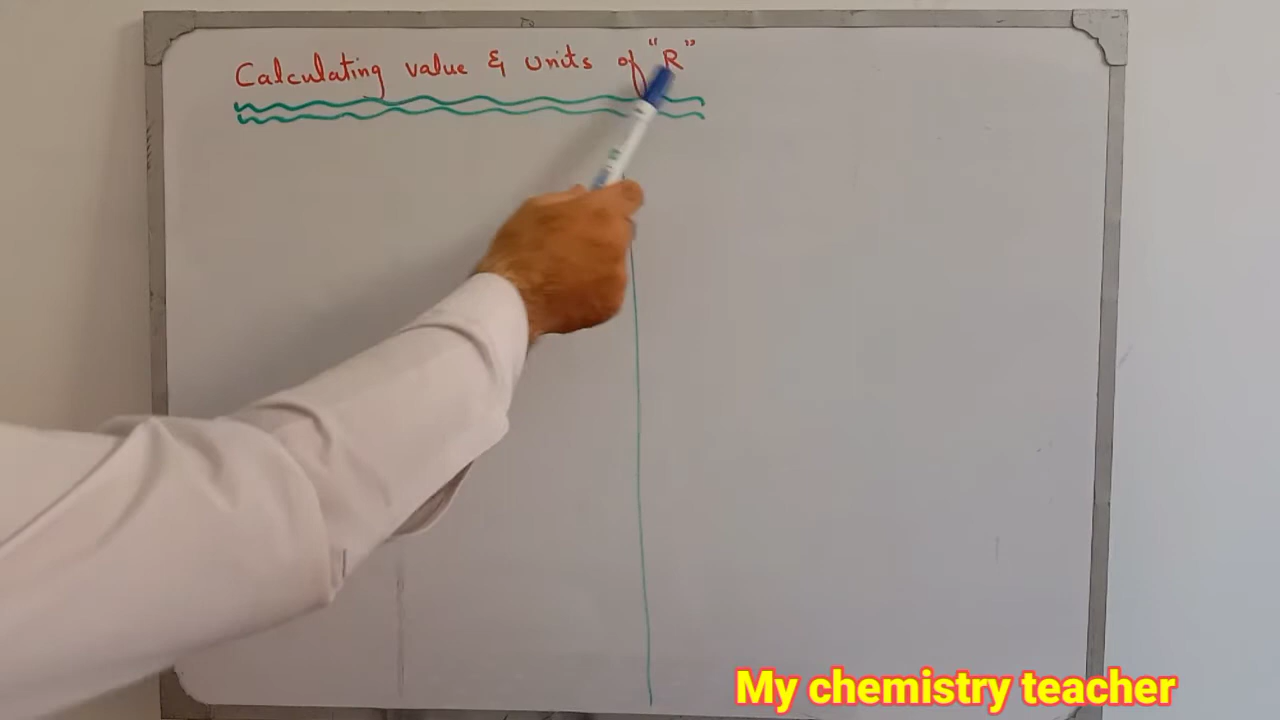 Calculating value & units of "R"
My chemistry teacher